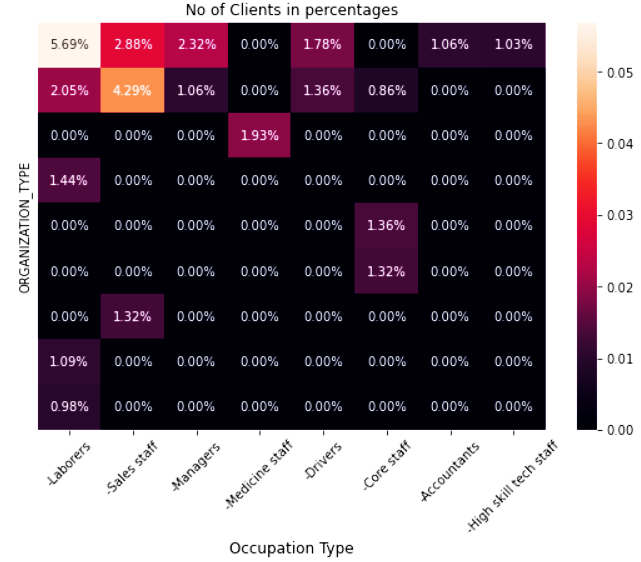 No of Clients in percentages
5.69% 2.88% 2.32% 0.00% 1.78% 0.00% 1.06% 1.03%
2.05% 4.29% 1.06% 0.00% 1.36% 0.86% 0.00% 0.00%
0.00% 0.00% 0.00% 1.93% 0.00% 0.00% 0.00% 0.00%
1.44% 0.00% 0.00% 0.00% 0.00% 0.00% 0.00% 0.00%
0.00% 0.00% 0.00% 0.00% 0.00% 1.36% 0.00% 0.00%
0.00% 0.00% 0.00% 0.00% 0.00% 1.32% 0.00% 0.00%
0.00% 1.32% 0.00% 0.00% 0.00% 0.00% 0.00% 0.00%
1.09% 0.00% 0.00% 0.00% 0.00% 0.00% 0.00% 0.00%
0.98% 0.00% 0.00% 0.00% 0.00% 0.00% 0.00% 0.00%
ORGANIZATION_TYPE
-Laborers
-Sales staff
-Managers
-Medicine staff
-Drivers
-Core staff
-Accountants
-High skill tech staff
Occupation Type
0.05
0.04
0.03
0.02
0.01
0.00